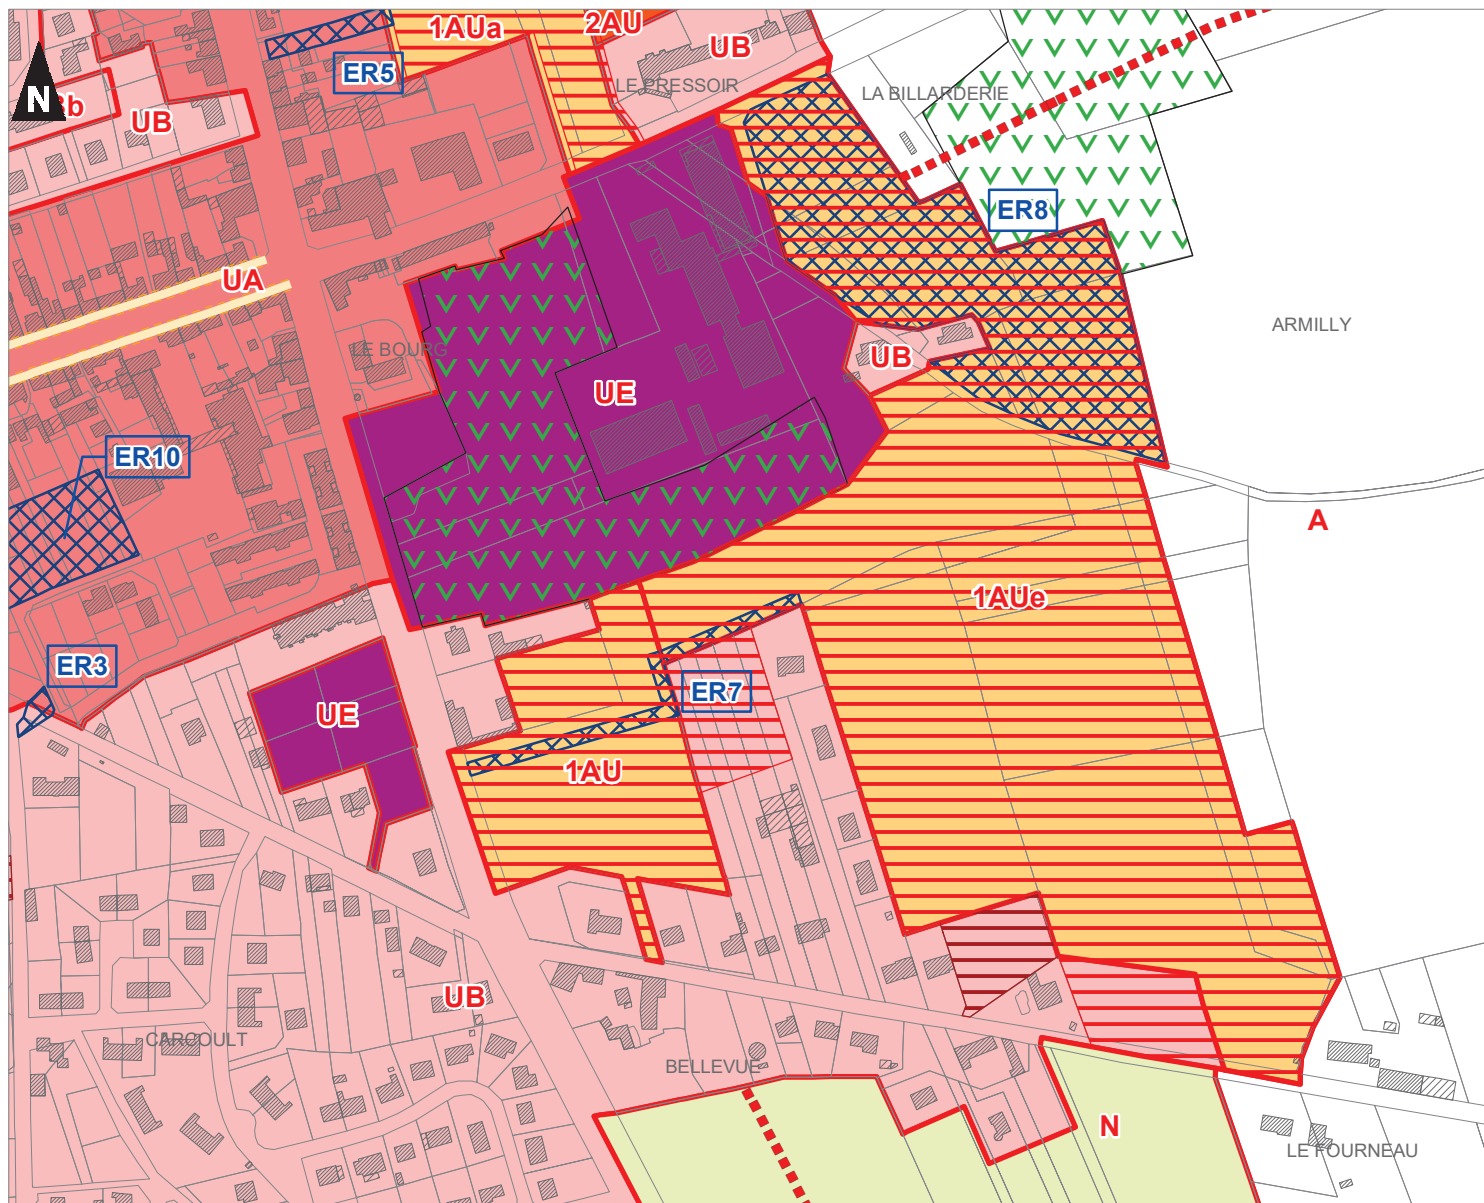 1AUa
2AU
UB
ER5
LE PRESSOIR
LA BILLARDERIE
N
b
UB
ER8
UA
ARMILLY
LE BOURG
UB
UE
ER10
A
1AUe
ER3
ER7
UE
1AU
UB
CARCOULT
BELLEVUE
N
LE FOURNEAU